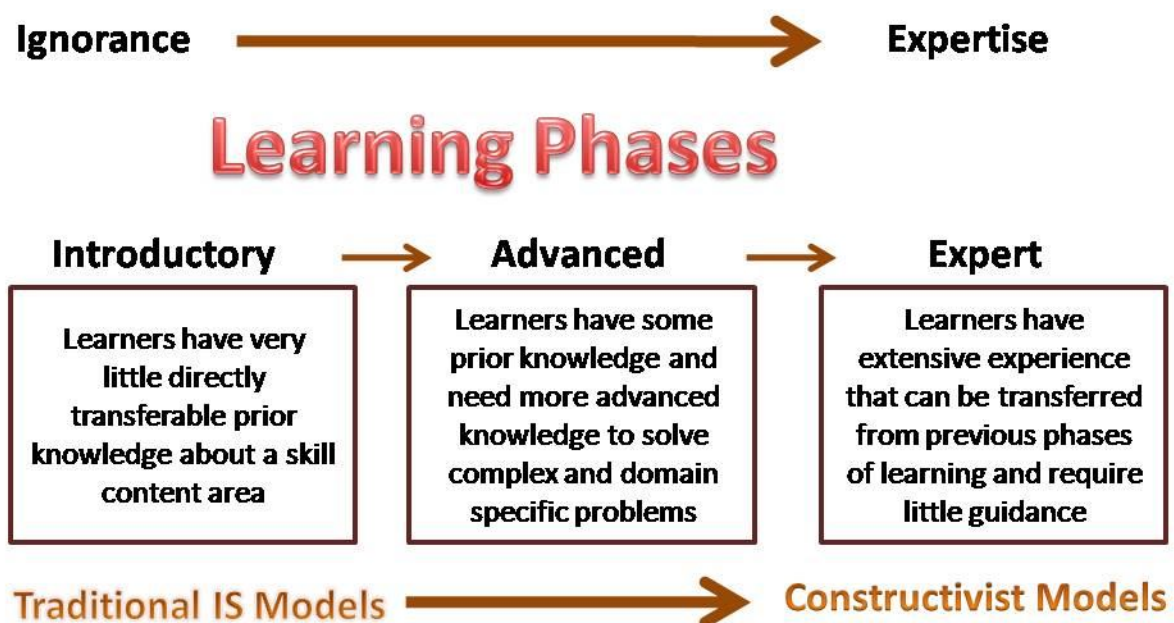 Ignorance
Expertise
Learning Phases
Introductory
Advanced
Expert
Learners have very
little directly
transferable prior
knowledge about a skill
content area
Learners have some
prior knowledge and
need more advanced
knowledge to solve
complex and domain
specific problems
Learners have
extensive experience
that can be transferred
from previous phases
of learning and require
little guidance
Traditional IS Models
Constructivist Models